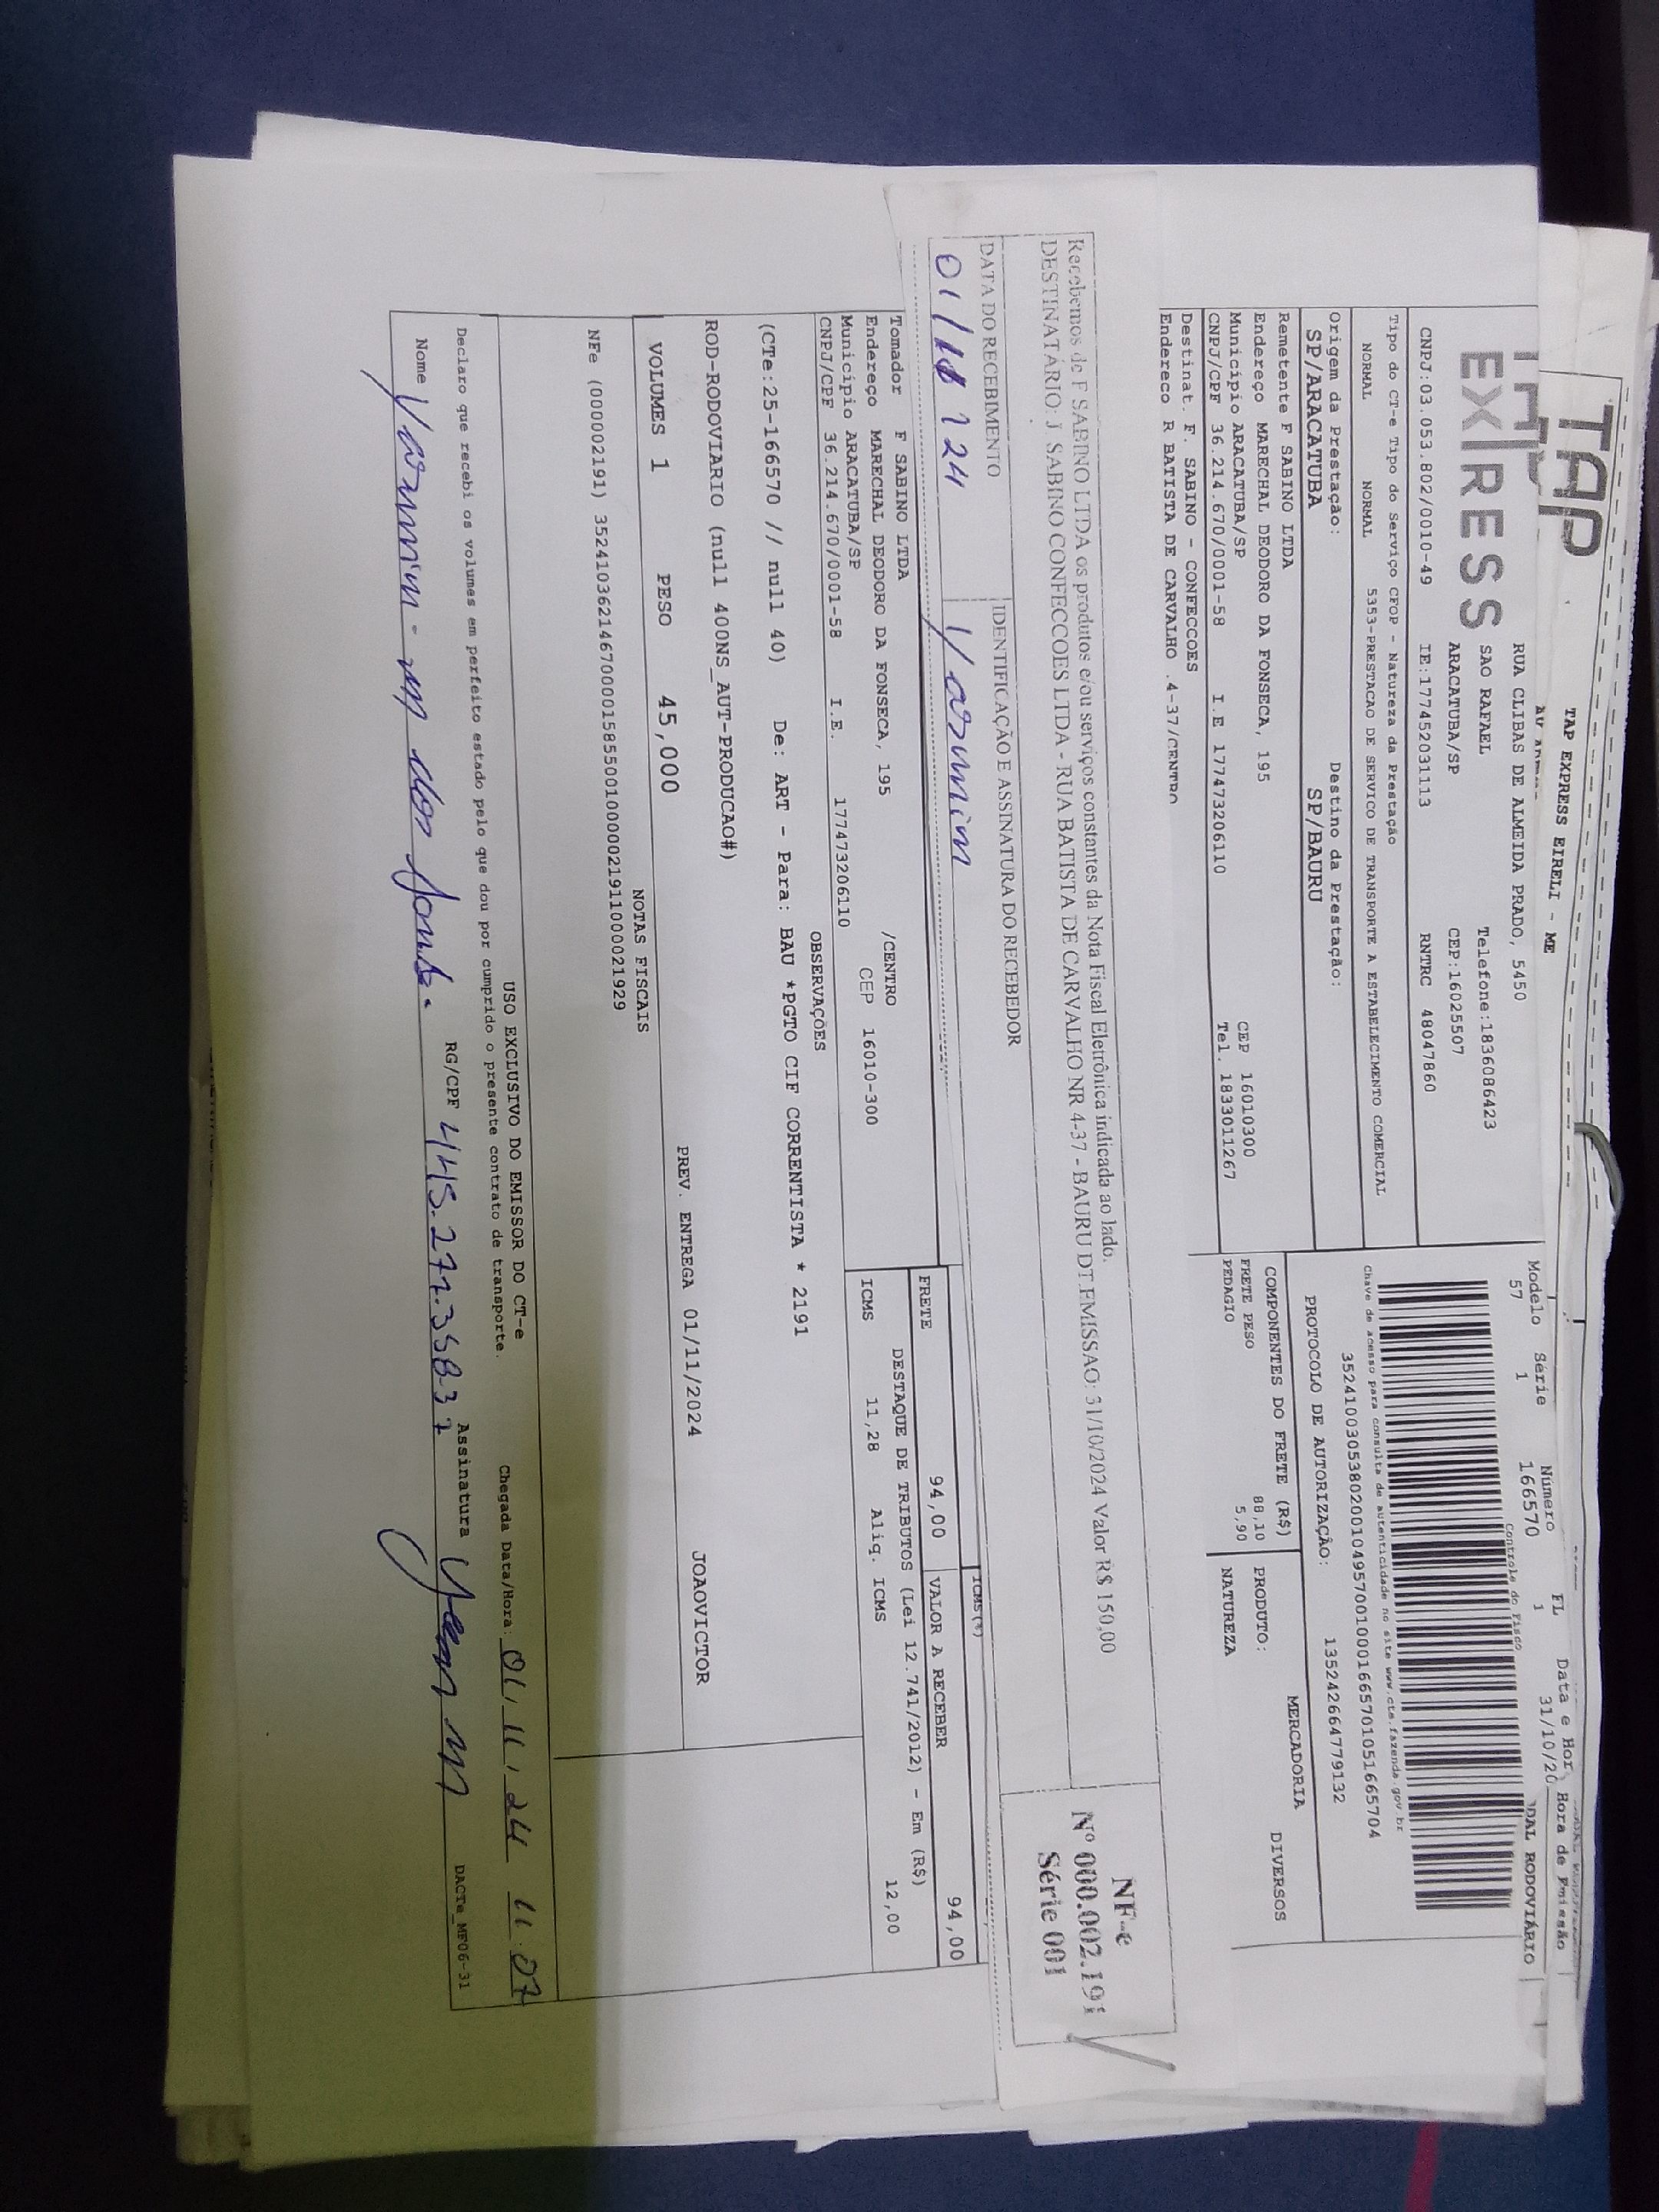 TAP
TAP EXPRESS EIRELI - ME
EXPRESS
RUA CLIBAS DE ALMEIDA PRADO, 5450
SAO RAFAEL Telefone:1836086423
ARACATUBA/SP CEP:16025507
CNPJ:03.053.802/0010-49 IE:177452031113 RNTRC 48047860
Data e Hor Hora de Emissão
Modelo Série Número FL 31/10/20
57 1 166570 1 DAL RODOVIÁRIO
Controle do Fisco
Chave de acesso para consulta de autenticidade no site www.cte.fazenda.gov.br
35241003053802001049570010001665701051665704
PROTOCOLO DE AUTORIZAÇÃO: 135242664779132
Tipo do CT-e Tipo do Serviço CFOP - Natureza da Prestação
NORMAL NORMAL 5353-PRESTACAO DE SERVICO DE TRANSPORTE A ESTABELECIMENTO COMERCIAL
Origem da Prestação: Destino da Prestação:
SP/ARACATUBA SP/BAURU
Remetente F SABINO LTDA
Endereço MARECHAL DEODORO DA FONSECA, 195
Municipio ARACATUBA/SP CEP 16010300
CNPJ/CPF 36.214.670/0001-58 I.E 177473206110 Tel. 1833011267
Destinat. F. SABINO - CONFECCOES
Endereco R BATISTA DE CARVALHO .4-37/CENTRO
COMPONENTES DO FRETE (R$)
FRETE PESO 88,10
PEDAGIO 5,90
MERCADORIA
PRODUTO: DIVERSOS
NATUREZA
Recebemos de F SABINO LTDA os produtos e/ou serviços constantes da Nota Fiscal Eletrônica indicada ao lado.
DESTINATÁRIO: J SABINO CONFECCOES LTDA - RUA BATISTA DE CARVALHO NR 4-37 - BAURU DT.EMISSAO: 31/10/2024 Valor R$ 150,00
NF-e
Nº 000.002.191
Série 001
DATA DO RECEBIMENTO IDENTIFICAÇÃO E ASSINATURA DO RECEBEDOR
01/11/24 Yasmim
ICMS(%)
FRETE 94,00 VALOR A RECEBER 94,00
Tomador F SABINO LTDA
Endereço MARECHAL DEODORO DA FONSECA, 195 /CENTRO
Municipio ARACATUBA/SP CEP 16010-300
CNPJ/CPF 36.214.670/0001-58 I.E. 177473206110
DESTAQUE DE TRIBUTOS (Lei 12.741/2012) - Em (R$)
ICMS 11,28 Aliq. ICMS 12,00
OBSERVAÇÕES
(CTe:25-166570 // null 40) De: ART - Para: BAU *PGTO CIF CORRENTISTA * 2191
ROD-RODOVIARIO (null 400NS_AUT-PRODUCAO#)
VOLUMES 1 PESO 45,000 PREV. ENTREGA 01/11/2024 JOAOVICTOR
NOTAS FISCAIS
NFe (000002191) 35241036214670000158550010000021911000021929
USO EXCLUSIVO DO EMISSOR DO CT-e
Declaro que recebi os volumes em perfeito estado pelo que dou por cumprido o presente contrato de transporte. Chegada Data/Hora: 01/11/24 11:07
Nome Yasmim RG/CPF 445.277.358-37 Assinatura
DACTe_MF06-31